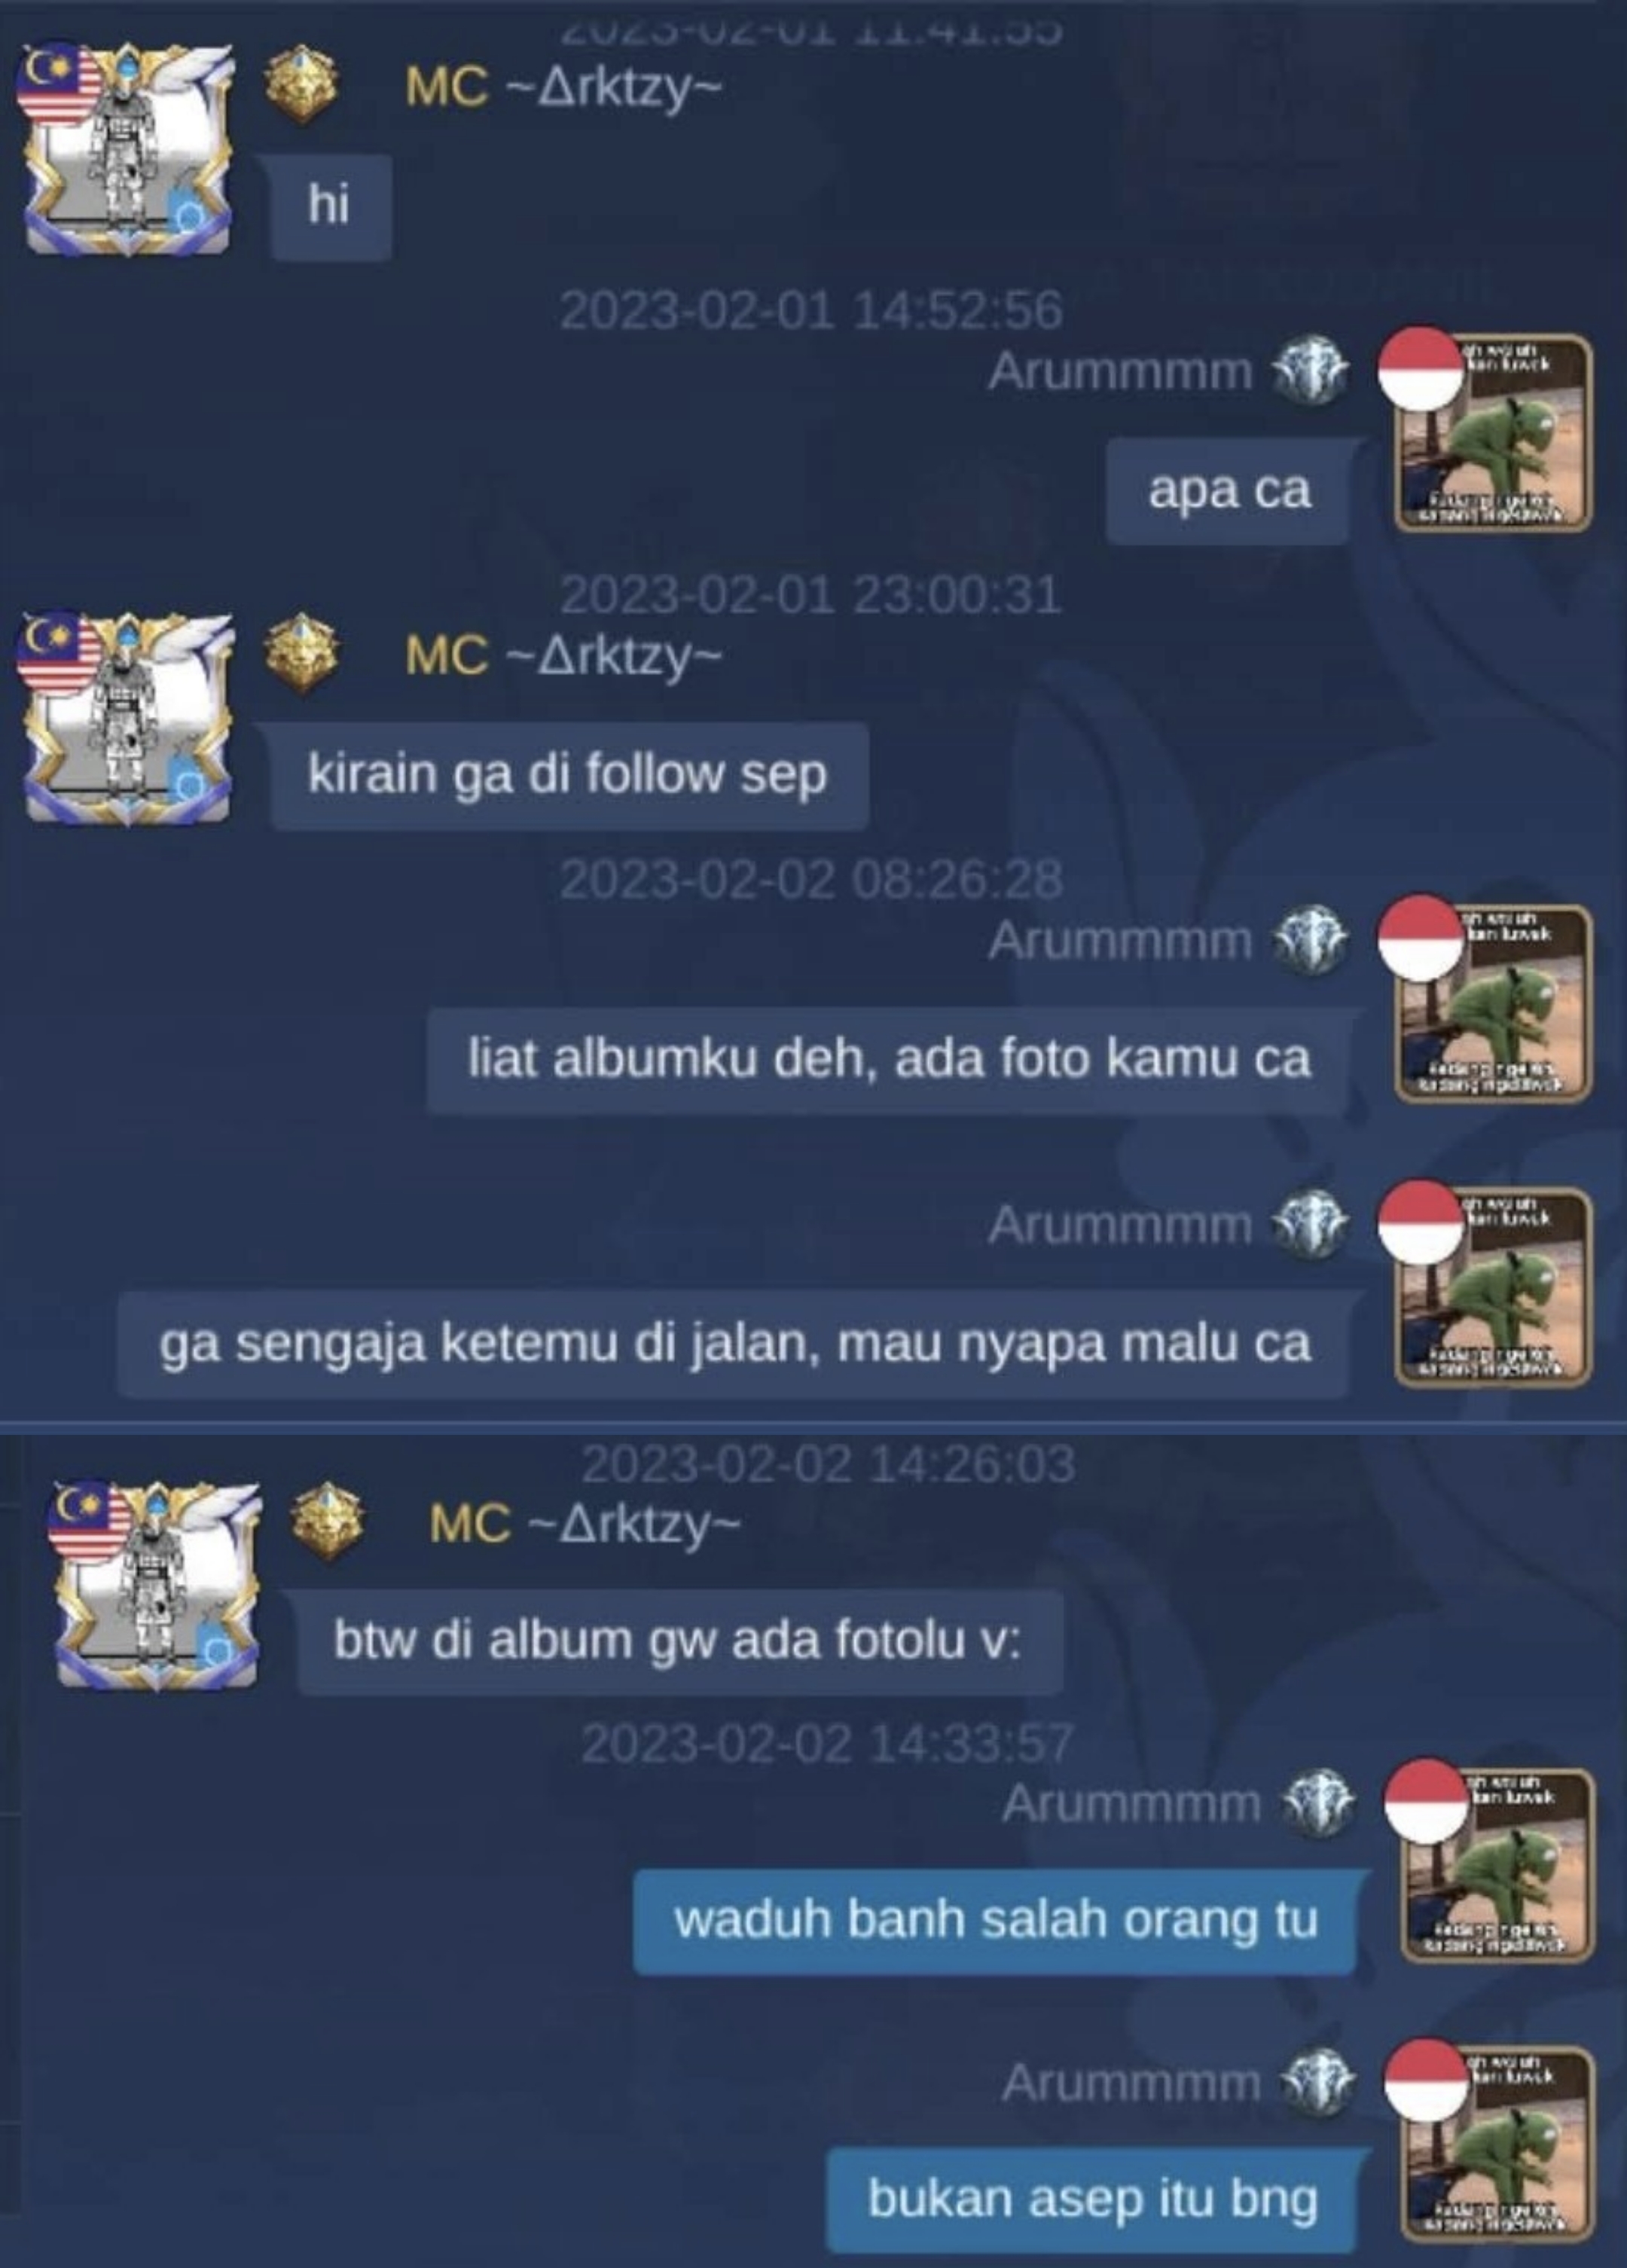 2023-02-01 11:41:55
MC ~Δrktzy~
hi
2023-02-01 14:52:56
Arummmm
apa ca
2023-02-01 23:00:31
MC ~Δrktzy~
kirain ga di follow sep
2023-02-02 08:26:28
Arummmm
liat albumku deh, ada foto kamu ca
Arummmm
ga sengaja ketemu di jalan, mau nyapa malu ca
2023-02-02 14:26:03
MC ~Δrktzy~
btw di album gw ada fotolu v:
2023-02-02 14:33:57
Arummmm
waduh banh salah orang tu
Arummmm
bukan asep itu bng